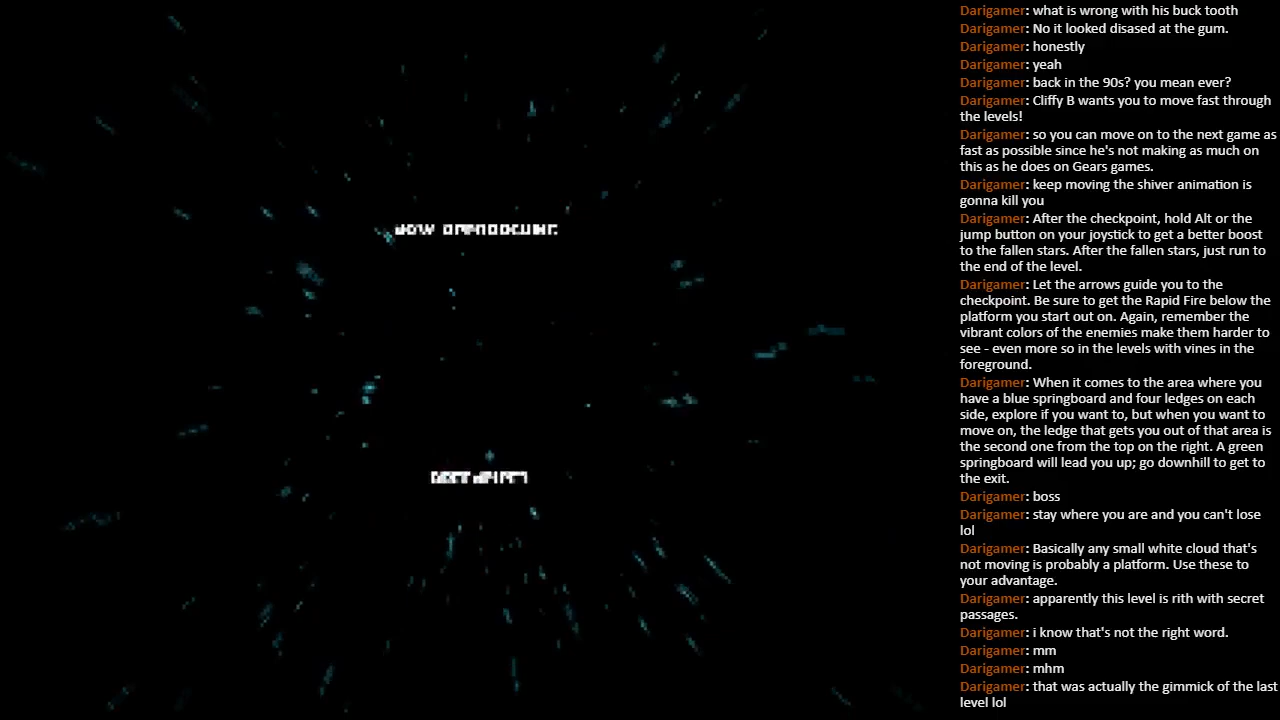 Darigamer: what is wrong with his buck tooth
Darigamer: No it looked disased at the gum.
Darigamer: honestly
Darigamer: yeah
Darigamer: back in the 90s? you mean ever?
Darigamer: Cliffy B wants you to move fast through
the levels!
Darigamer: so you can move on to the next game as
fast as possible since he's not making as much on
this as he does on Gears games.
Darigamer: keep moving the shiver animation is
gonna kill you
Darigamer: After the checkpoint, hold Alt or the
jump button on your joystick to get a better boost
to the fallen stars. After the fallen stars, just run to
the end of the level.
Darigamer: Let the arrows guide you to the
checkpoint. Be sure to get the Rapid Fire below the
platform you start out on. Again, remember the
vibrant colors of the enemies make them harder to
see - even more so in the levels with vines in the
foreground.
Darigamer: When it comes to the area where you
have a blue springboard and four ledges on each
side, explore if you want to, but when you want to
move on, the ledge that gets you out of that area is
the second one from the top on the right. A green
springboard will lead you up; go downhill to get to
the exit.
Darigamer: boss
Darigamer: stay where you are and you can't lose
lol
Darigamer: Basically any small white cloud that's
not moving is probably a platform. Use these to
your advantage.
Darigamer: apparently this level is rith with secret
passages.
Darigamer: i know that's not the right word.
Darigamer: mm
Darigamer: mhm
Darigamer: that was actually the gimmick of the last
level lol